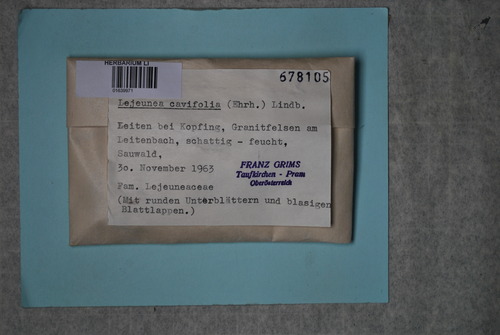 HERBARIUM LI
678105
Lejeunea cavifolia (Ehrh.) Lindb.
Leiten bei Kopfing, Granitfelsen am
Leitenbach, schattig - feucht,
Sauwald,
3o. November 1963
FRANZ GRIMS
Taufkirchen - Pram
Oberösterreich
Fam. Lejeuneaceae
(Mit runden Unterblättern und blasigen
Blattlappen.)